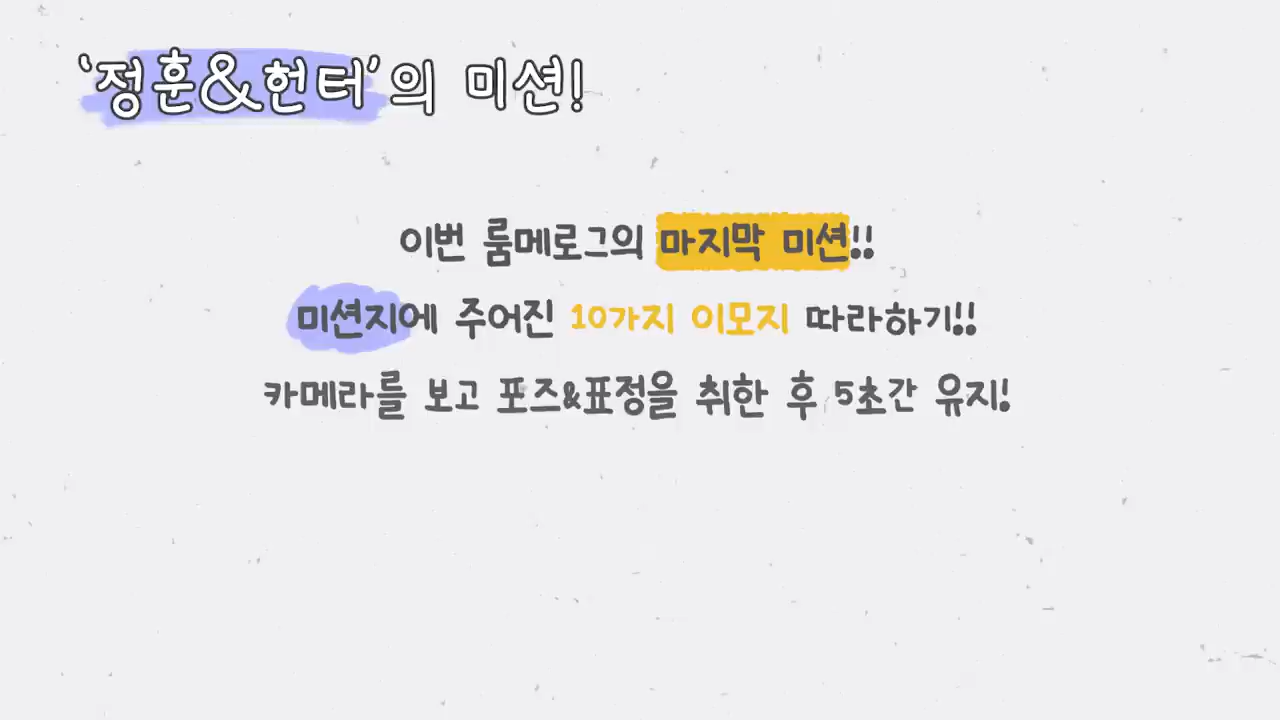 ‘정훈&헌터’의 미션!
이번 룸메로그의 마지막 미션!!
미션지에 주어진 10가지 이모지 따라하기!!
카메라를 보고 포즈&표정을 취한 후 5초간 유지!